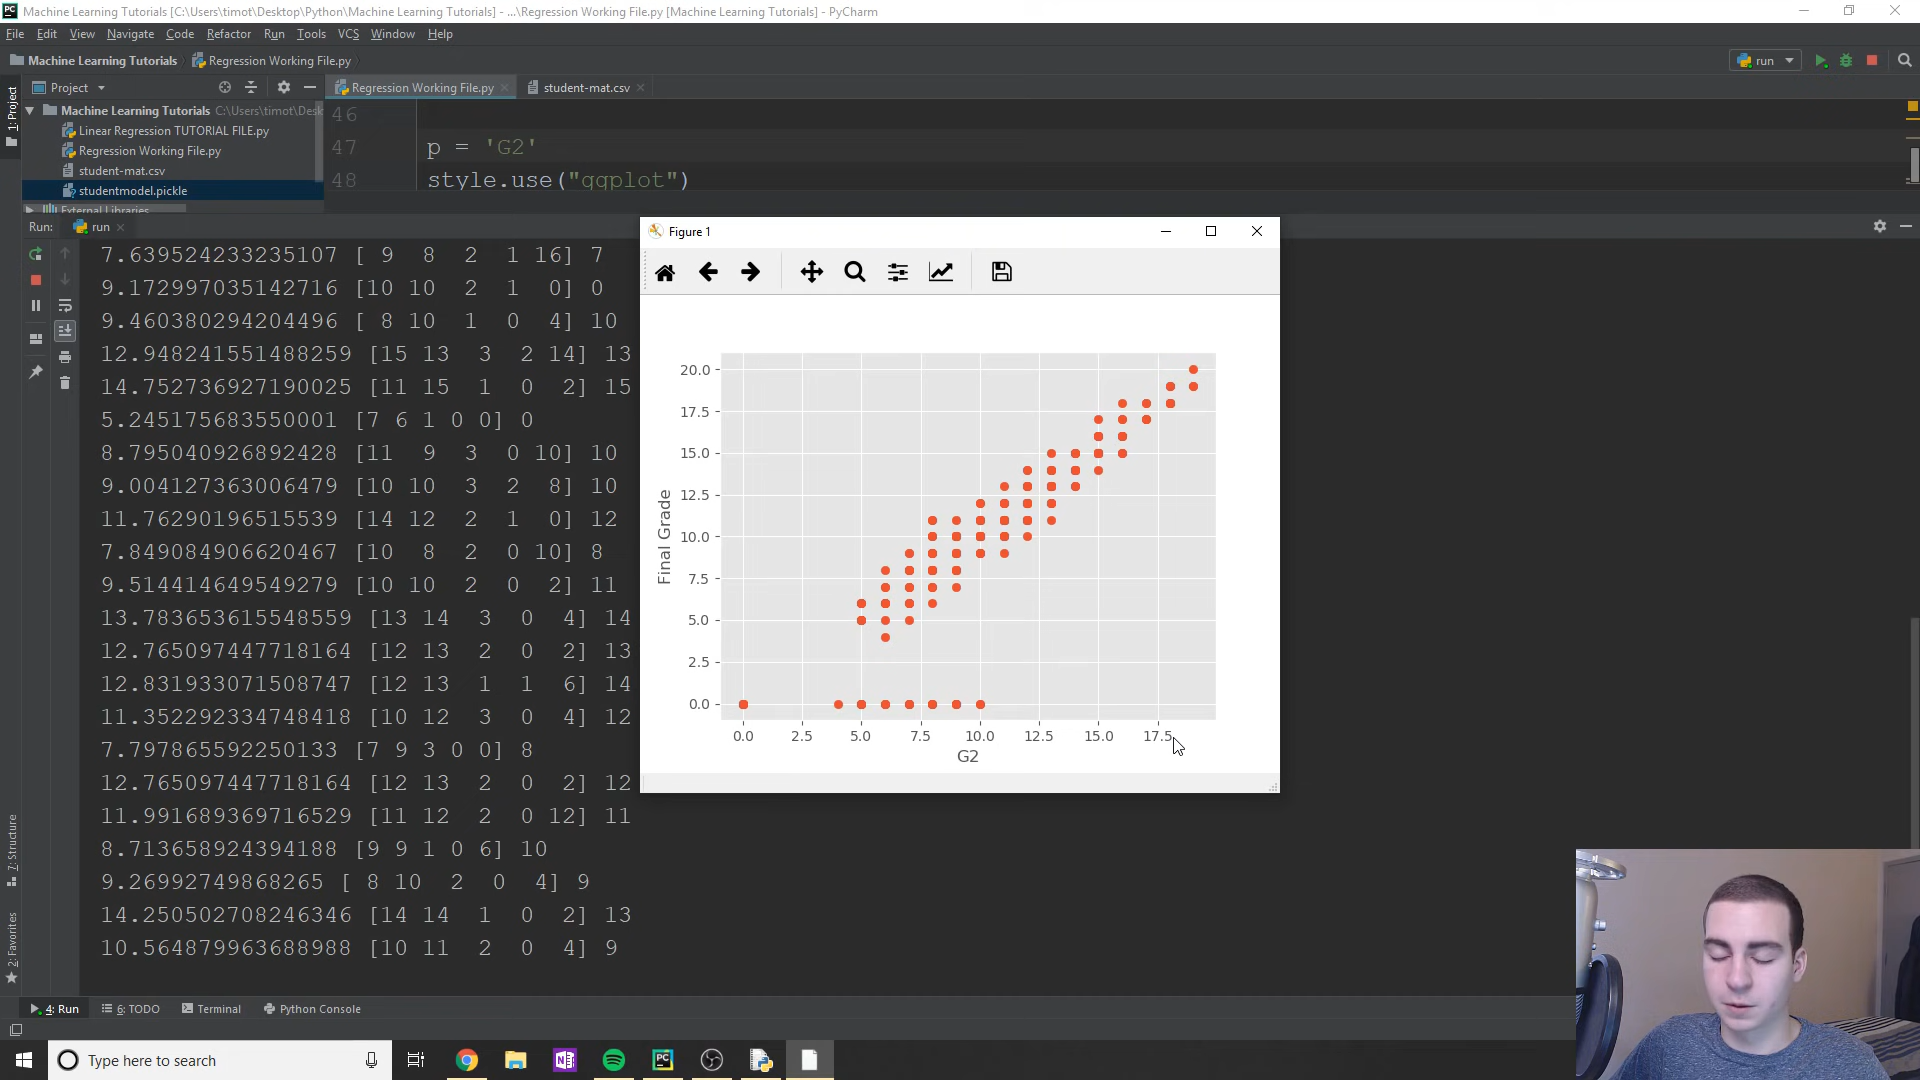 Machine Learning Tutorials [C:\Users\timot\Desktop\Python\Machine Learning Tutorials] - ...\Regression Working File.py [Machine Learning Tutorials] - PyCharm
File Edit View Navigate Code Refactor Run Tools VCS Window Help
Machine Learning Tutorials Regression Working File.py run
Project Regression Working File.py student-mat.csv
1: Project
Machine Learning Tutorials C:\Users\timot\Desk
Linear Regression TUTORIAL FILE.py
Regression Working File.py
student-mat.csv
studentmodel.pickle
External Libraries
46
47 p = 'G2'
48 style.use("ggplot")
Run: run
7.639524233235107 [ 9 8 2 1 16] 7
9.172997035142716 [10 10 2 1 0] 0
9.460380294204496 [ 8 10 1 0 4] 10
12.948241551488259 [15 13 3 2 14] 13
14.752736927190025 [11 15 1 0 2] 15
5.245175683550001 [7 6 1 0 0] 0
8.795040926892428 [11 9 3 0 10] 10
9.004127363006479 [10 10 3 2 8] 10
11.76290196515539 [14 12 2 1 0] 12
7.849084906620467 [10 8 2 0 10] 8
9.514414649549279 [10 10 2 0 2] 11
13.783653615548559 [13 14 3 0 4] 14
12.765097447718164 [12 13 2 0 2] 13
12.831933071508747 [12 13 1 1 6] 14
11.352292334748418 [10 12 3 0 4] 12
7.797865592250133 [7 9 3 0 0] 8
12.765097447718164 [12 13 2 0 2] 12
11.991689369716529 [11 12 2 0 12] 11
8.713658924394188 [9 9 1 0 6] 10
9.26992749868265 [ 8 10 2 0 4] 9
14.250502708246346 [14 14 1 0 2] 13
10.564879963688988 [10 11 2 0 4] 9
Figure 1
20.0
17.5
15.0
12.5
10.0
7.5
5.0
2.5
0.0
Final Grade
0.0 2.5 5.0 7.5 10.0 12.5 15.0 17.5
G2
7: Structure
2: Favorites
4: Run 6: TODO Terminal Python Console
Type here to search